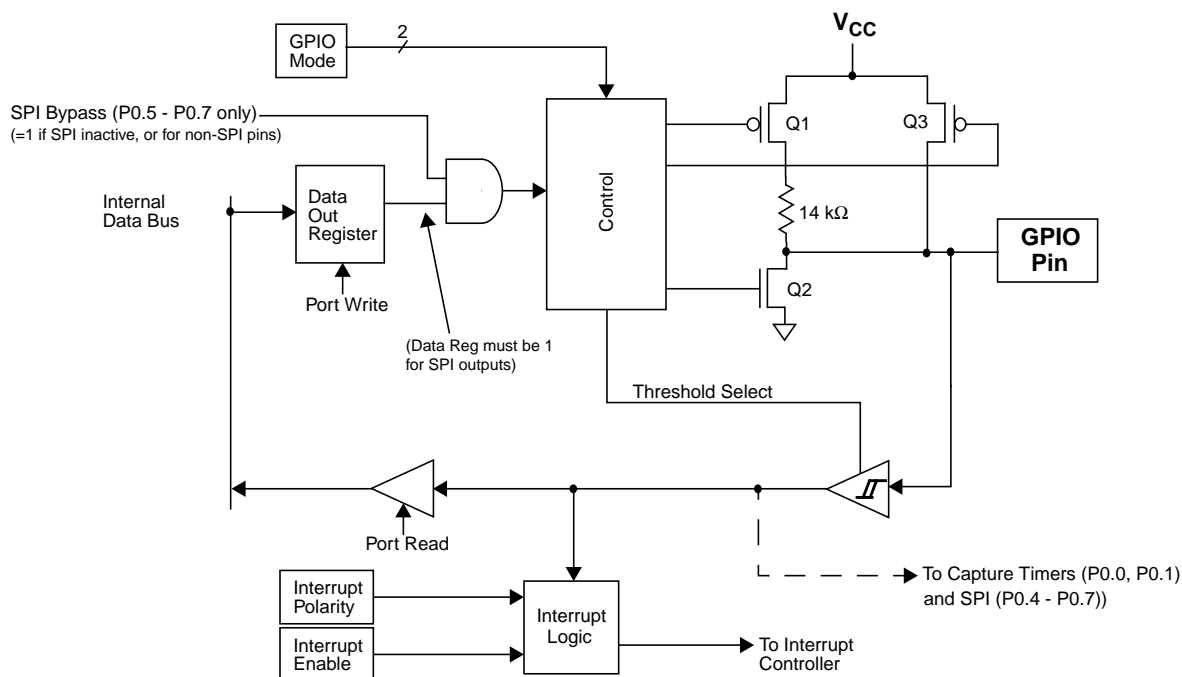 GPIO
Mode
2
VCC
SPI Bypass (P0.5 - P0.7 only)
(=1 if SPI inactive, or for non-SPI pins)
Q1
Q3
Internal
Data Bus
Data
Out
Register
Control
14 kΩ
GPIO
Pin
Port Write
Q2
(Data Reg must be 1
for SPI outputs)
Threshold Select
Port Read
To Capture Timers (P0.0, P0.1)
and SPI (P0.4 - P0.7))
Interrupt
Polarity
Interrupt
Logic
Interrupt
Enable
To Interrupt
Controller